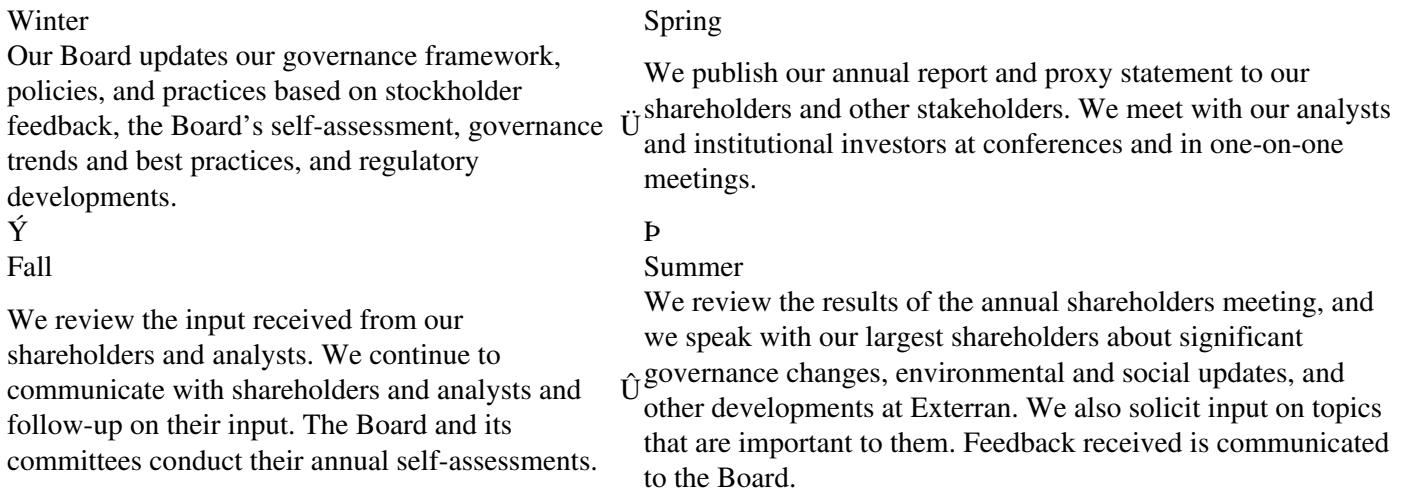 Winter
Our Board updates our governance framework,
policies, and practices based on stockholder
feedback, the Board's self-assessment, governance
trends and best practices, and regulatory
developments.
Ü
Spring
We publish our annual report and proxy statement to our
shareholders and other stakeholders. We meet with our analysts
and institutional investors at conferences and in one-on-one
meetings.
Ý
Þ
Fall
We review the input received from our
shareholders and analysts. We continue to
communicate with shareholders and analysts and
follow-up on their input. The Board and its
committees conduct their annual self-assessments.
Û
Summer
We review the results of the annual shareholders meeting, and
we speak with our largest shareholders about significant
governance changes, environmental and social updates, and
other developments at Exterran. We also solicit input on topics
that are important to them. Feedback received is communicated
to the Board.